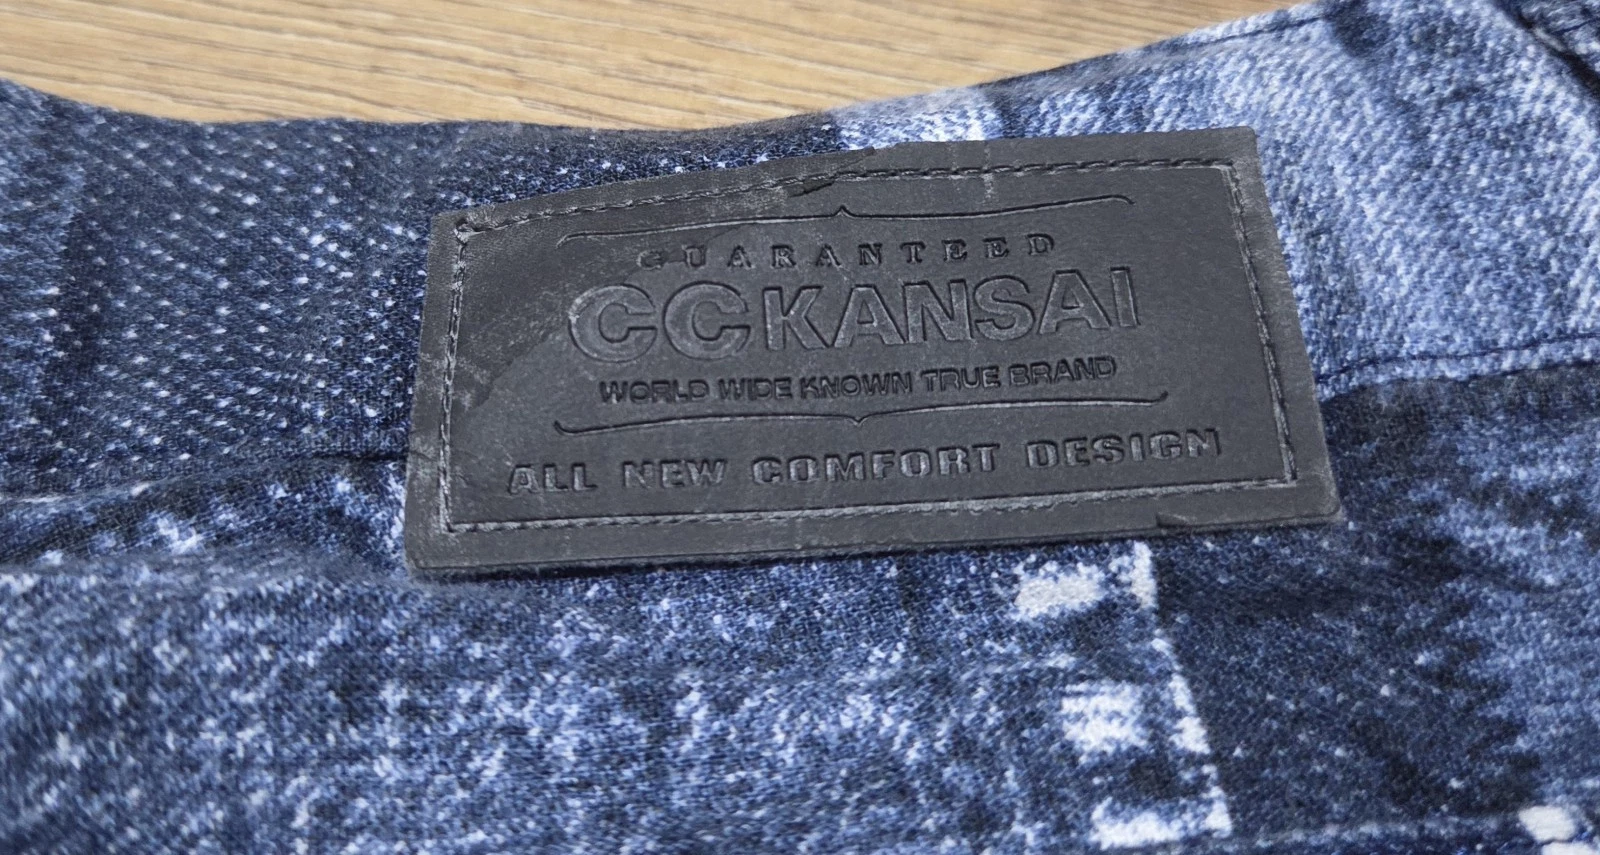 GUARANTEED
CCKANSAI
WORLD WIDE KNOWN TRUE BRAND
ALL NEW COMFORT DESIGN